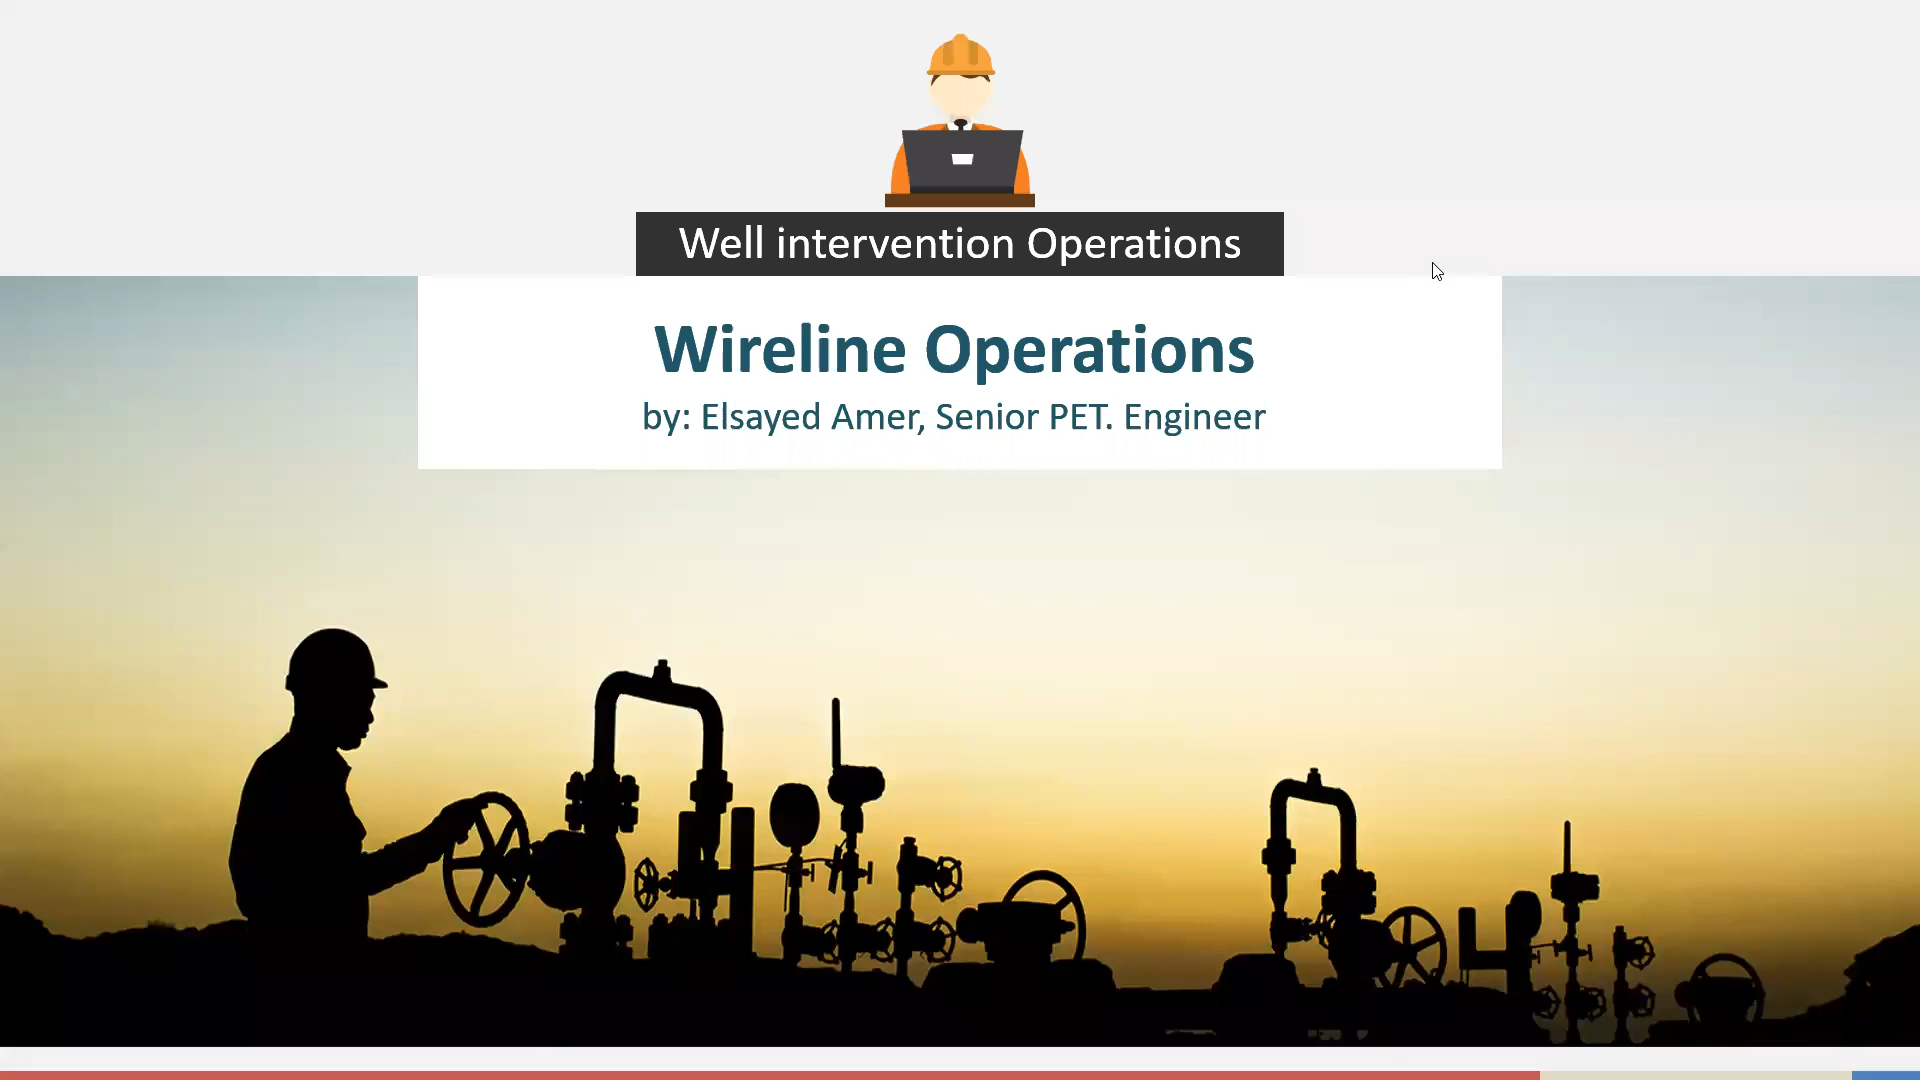 Well intervention Operations
Wireline Operations
by: Elsayed Amer, Senior PET. Engineer